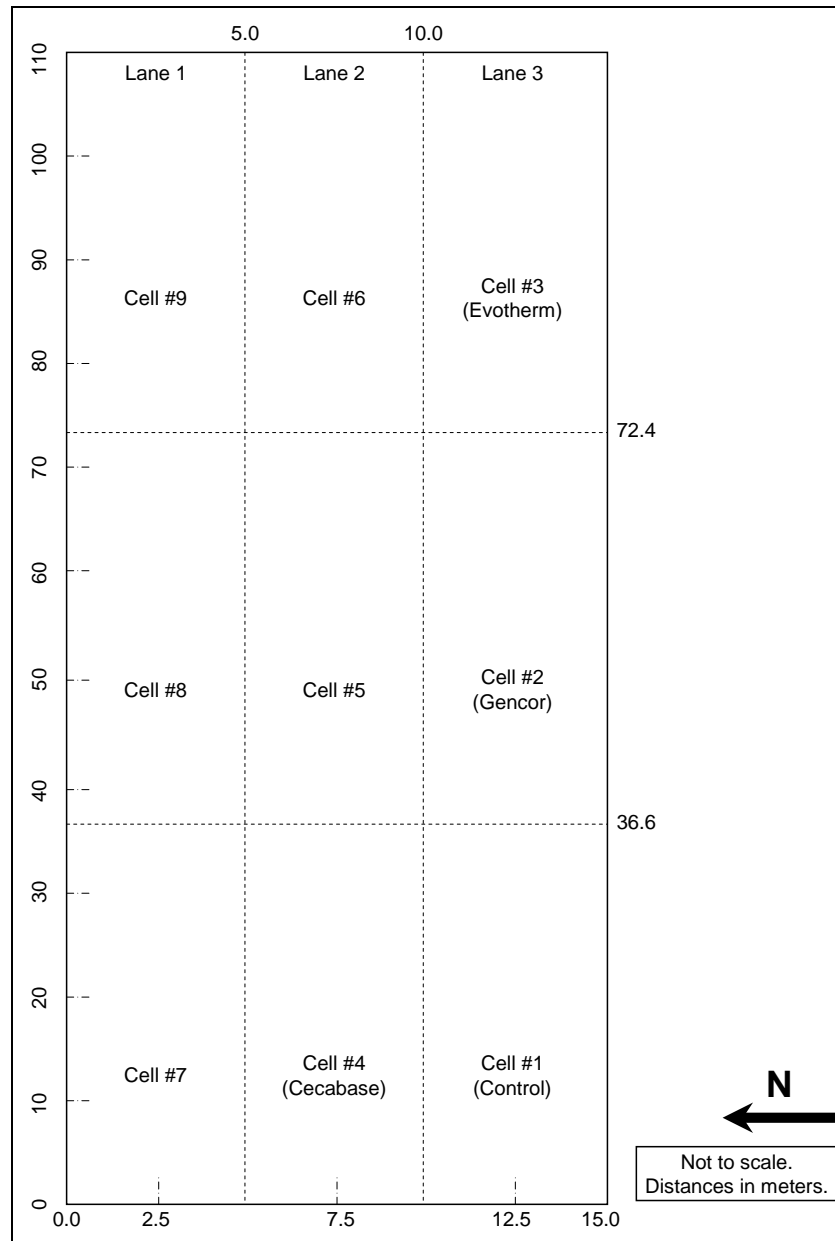 5.0 10.0
110
Lane 1 Lane 2 Lane 3
100
90
Cell #9 Cell #6 Cell #3
(Evotherm)
80
72.4
70
60
50
Cell #8 Cell #5 Cell #2
(Gencor)
40
36.6
30
20
Cell #7 Cell #4 Cell #1
(Cecabase) (Control)
10
N
Not to scale.
Distances in meters.
0
0.0 2.5 7.5 12.5 15.0